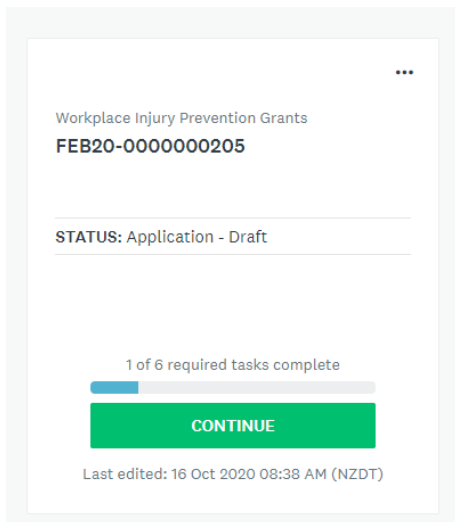 Workplace Injury Prevention Grants
FEB20-0000000205
STATUS: Application - Draft
1 of 6 required tasks complete
CONTINUE
Last edited: 16 Oct 2020 08:38 AM (NZDT)